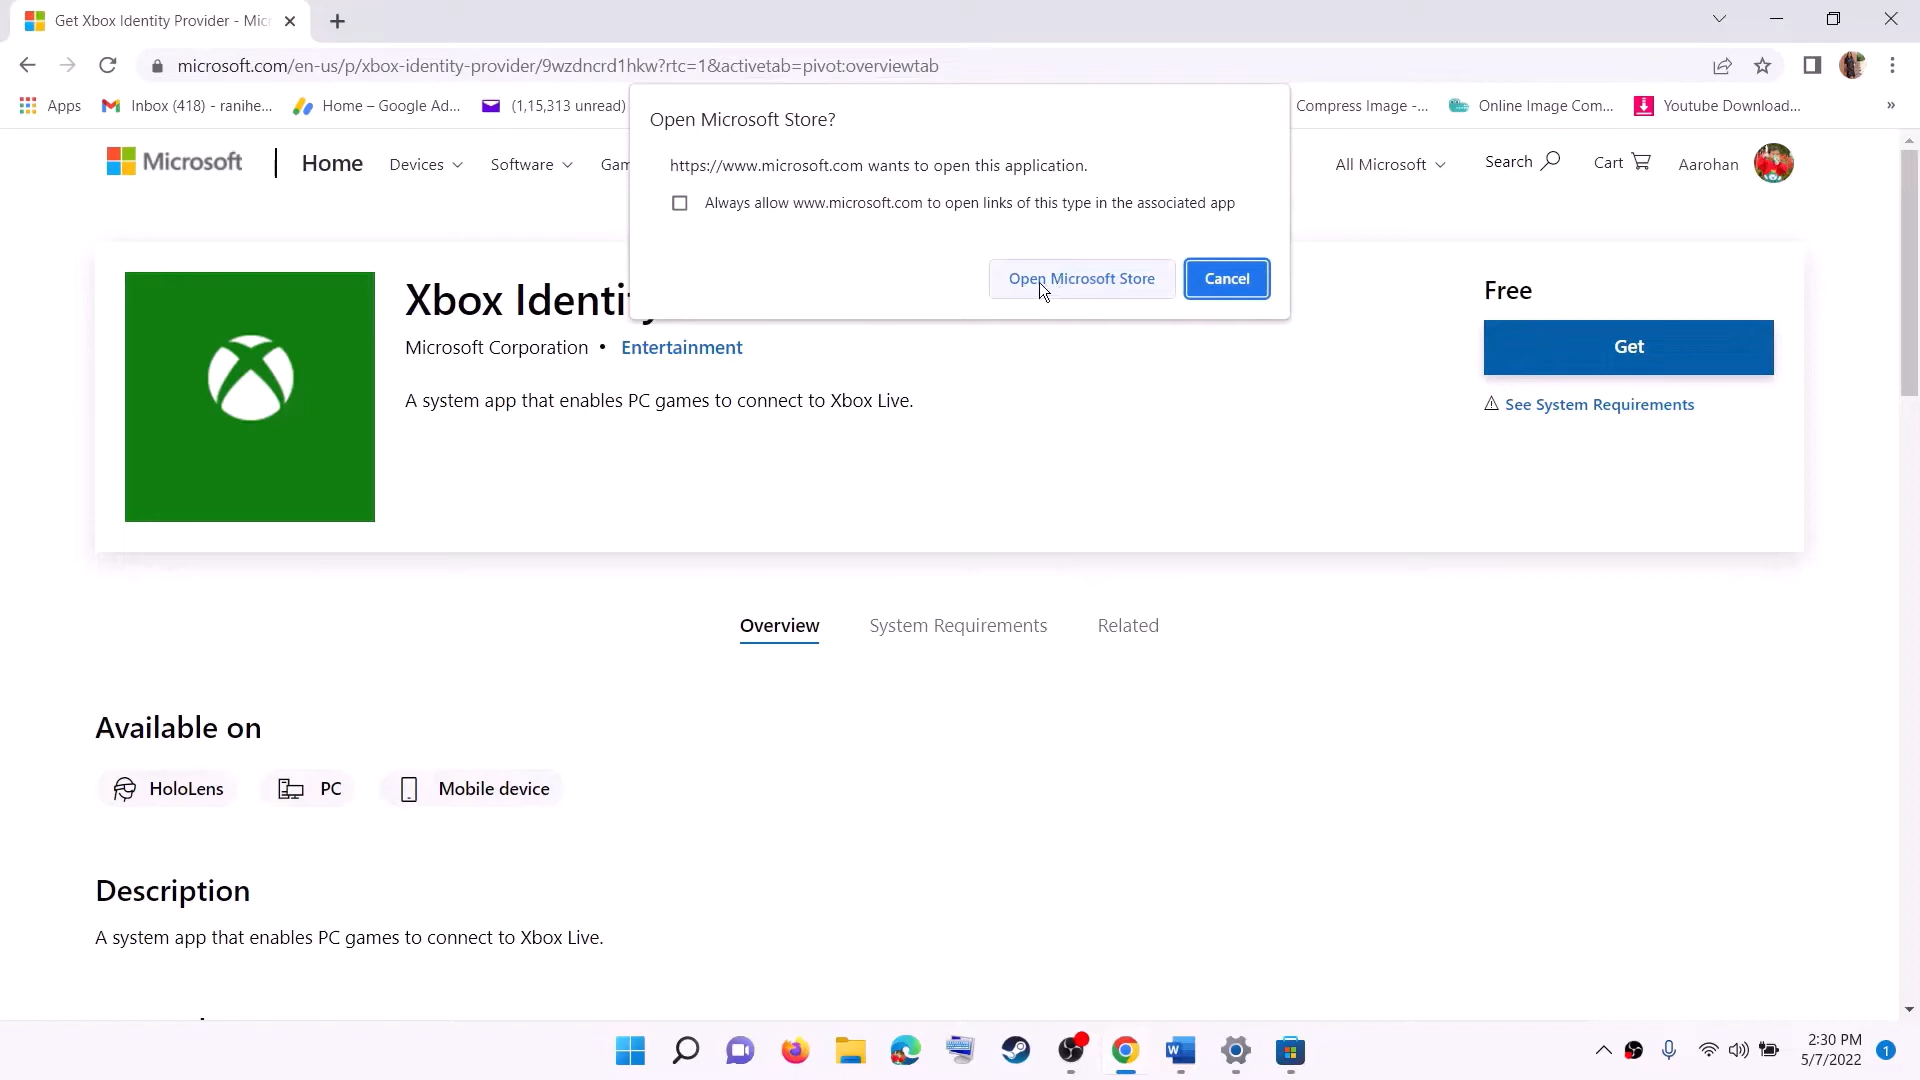 Get Xbox Identity Provider - Micr
microsoft.com/en-us/p/xbox-identity-provider/9wzdncrd1hkw?rtc=1&activetab=pivot:overviewtab
Apps
Inbox (418) - ranihe...
Home – Google Ad...
(1,15,313 unread)
Compress Image -...
Online Image Com...
Youtube Download...
»
Open Microsoft Store?
https://www.microsoft.com wants to open this application.
Always allow www.microsoft.com to open links of this type in the associated app
Open Microsoft Store
Cancel
Microsoft
Home
Devices
Software
Gam
All Microsoft
Search
Cart
Aarohan
Xbox Identity
Microsoft Corporation • Entertainment
A system app that enables PC games to connect to Xbox Live.
Free
Get
See System Requirements
Overview
System Requirements
Related
Available on
HoloLens
PC
Mobile device
Description
A system app that enables PC games to connect to Xbox Live.
2:30 PM
5/7/2022
1